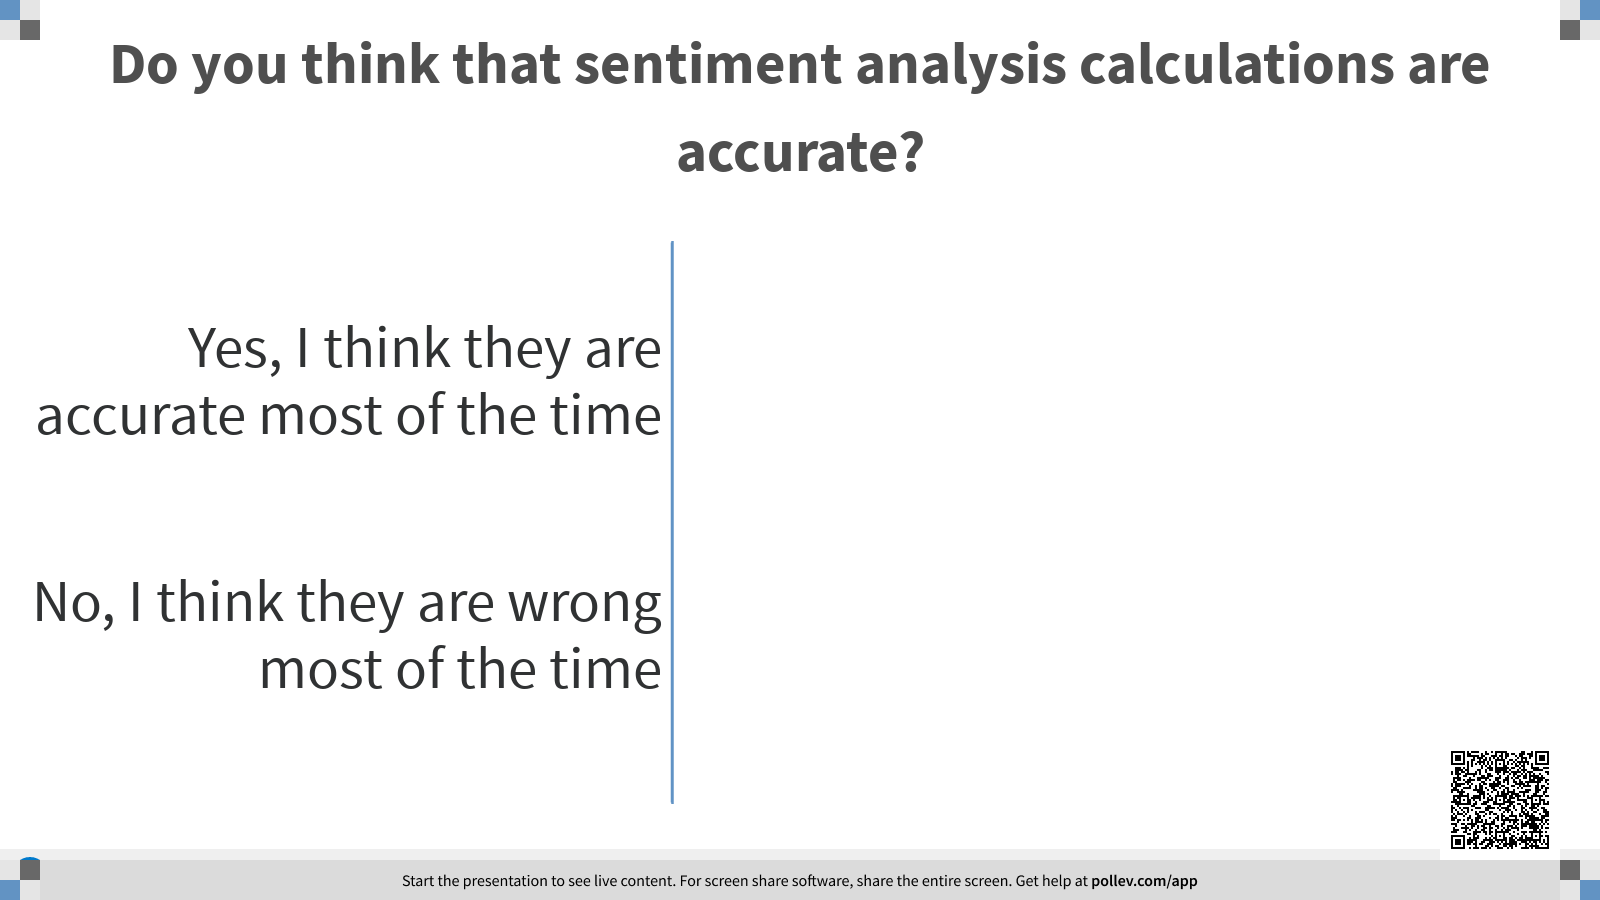 Do you think that sentiment analysis calculations are
accurate?
Yes, I think they are
accurate most of the time
No, I think they are wrong
most of the time
Start the presentation to see live content. For screen share software, share the entire screen. Get help at pollev.com/app